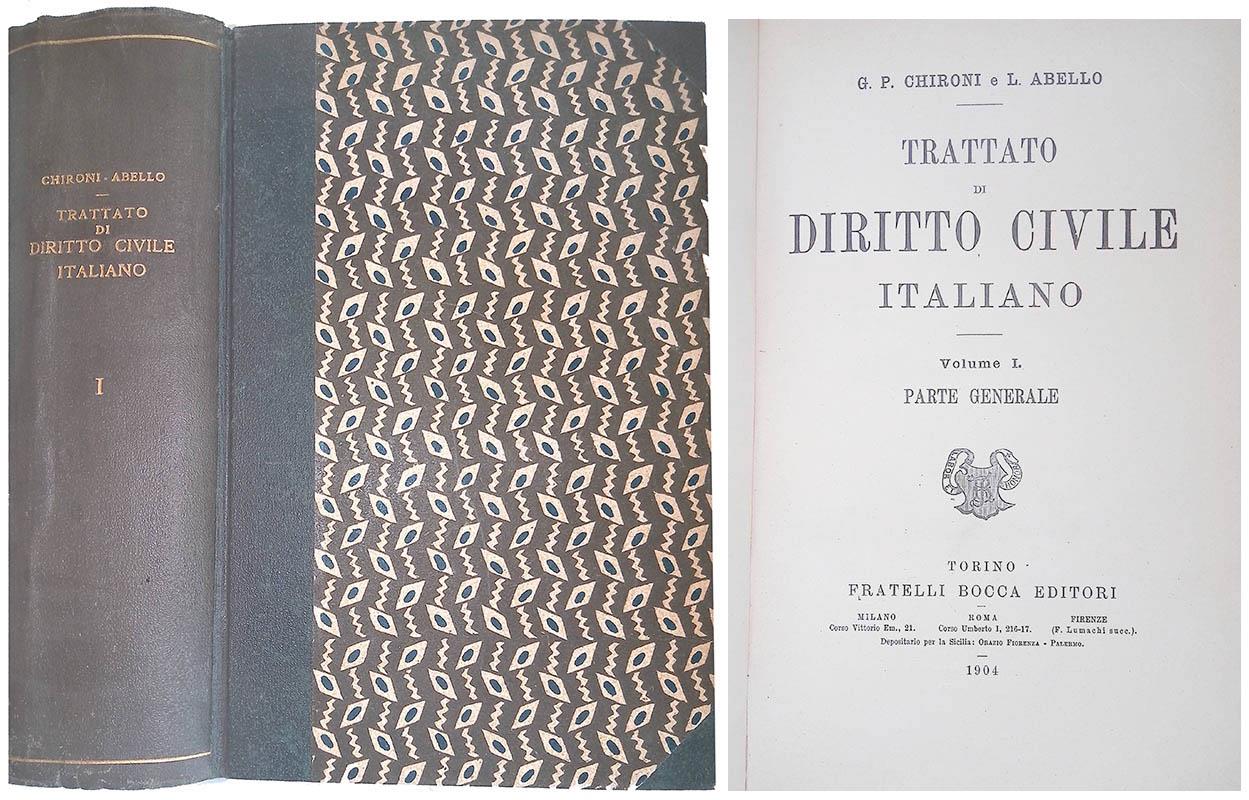 CHIRONI - ABELLO
TRATTATO
DI
DIRITTO CIVILE
ITALIANO
I
G. P. CHIRONI e L. ABELLO
TRATTATO
DI
DIRITTO CIVILE
ITALIANO
Volume I.
PARTE GENERALE
TORINO
FRATELLI BOCCA EDITORI
MILANO ROMA FIRENZE
Corso Vittorio Em., 21. Corso Umberto I, 216-17. (F. Lumachi succ.).
Depositario per la Sicilia: ORAZIO FIORENZA - PALERMO.
1904